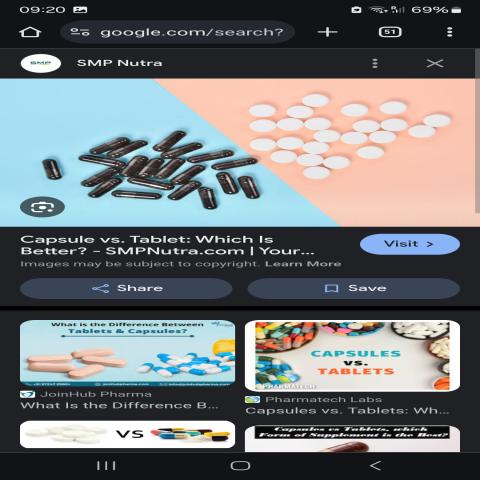 09:20
69%
google.com/search?
51
SMP
SMP Nutra
Capsule vs. Tablet: Which Is
Better? - SMPNutra.com | Your...
Visit >
Images may be subject to copyright. Learn More
Share
Save
What is the Difference Between
Tablets & Capsules?
JoinHub Pharma
What Is the Difference B...
CAPSULES
vs.
TABLETS
PHARMATECH
Pharmatech Labs
Capsules vs. Tablets: Wh...
VS
Capsules vs Tablets, which
Form of Supplement is the Best?